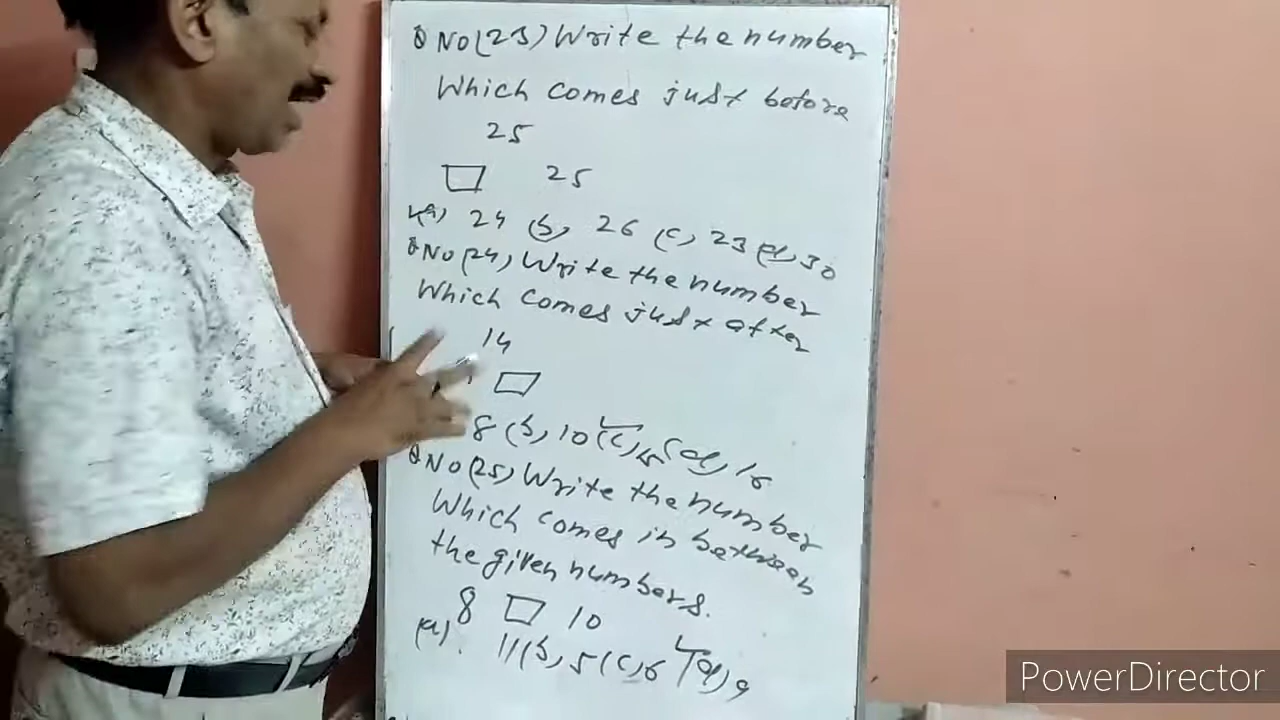 Q No(23) Write the number
Which comes just before
25
25
(a) 24 (b), 26 (c), 23 (d), 30
Q No(24), Write the number
Which comes just after
14
8 (b), 10 (c), 15 (d), 16
Q No(25) Write the number
Which comes in between
the given numbers.
8 10
(a). 11 (b), 5 (c), 6 (d), 9
PowerDirector